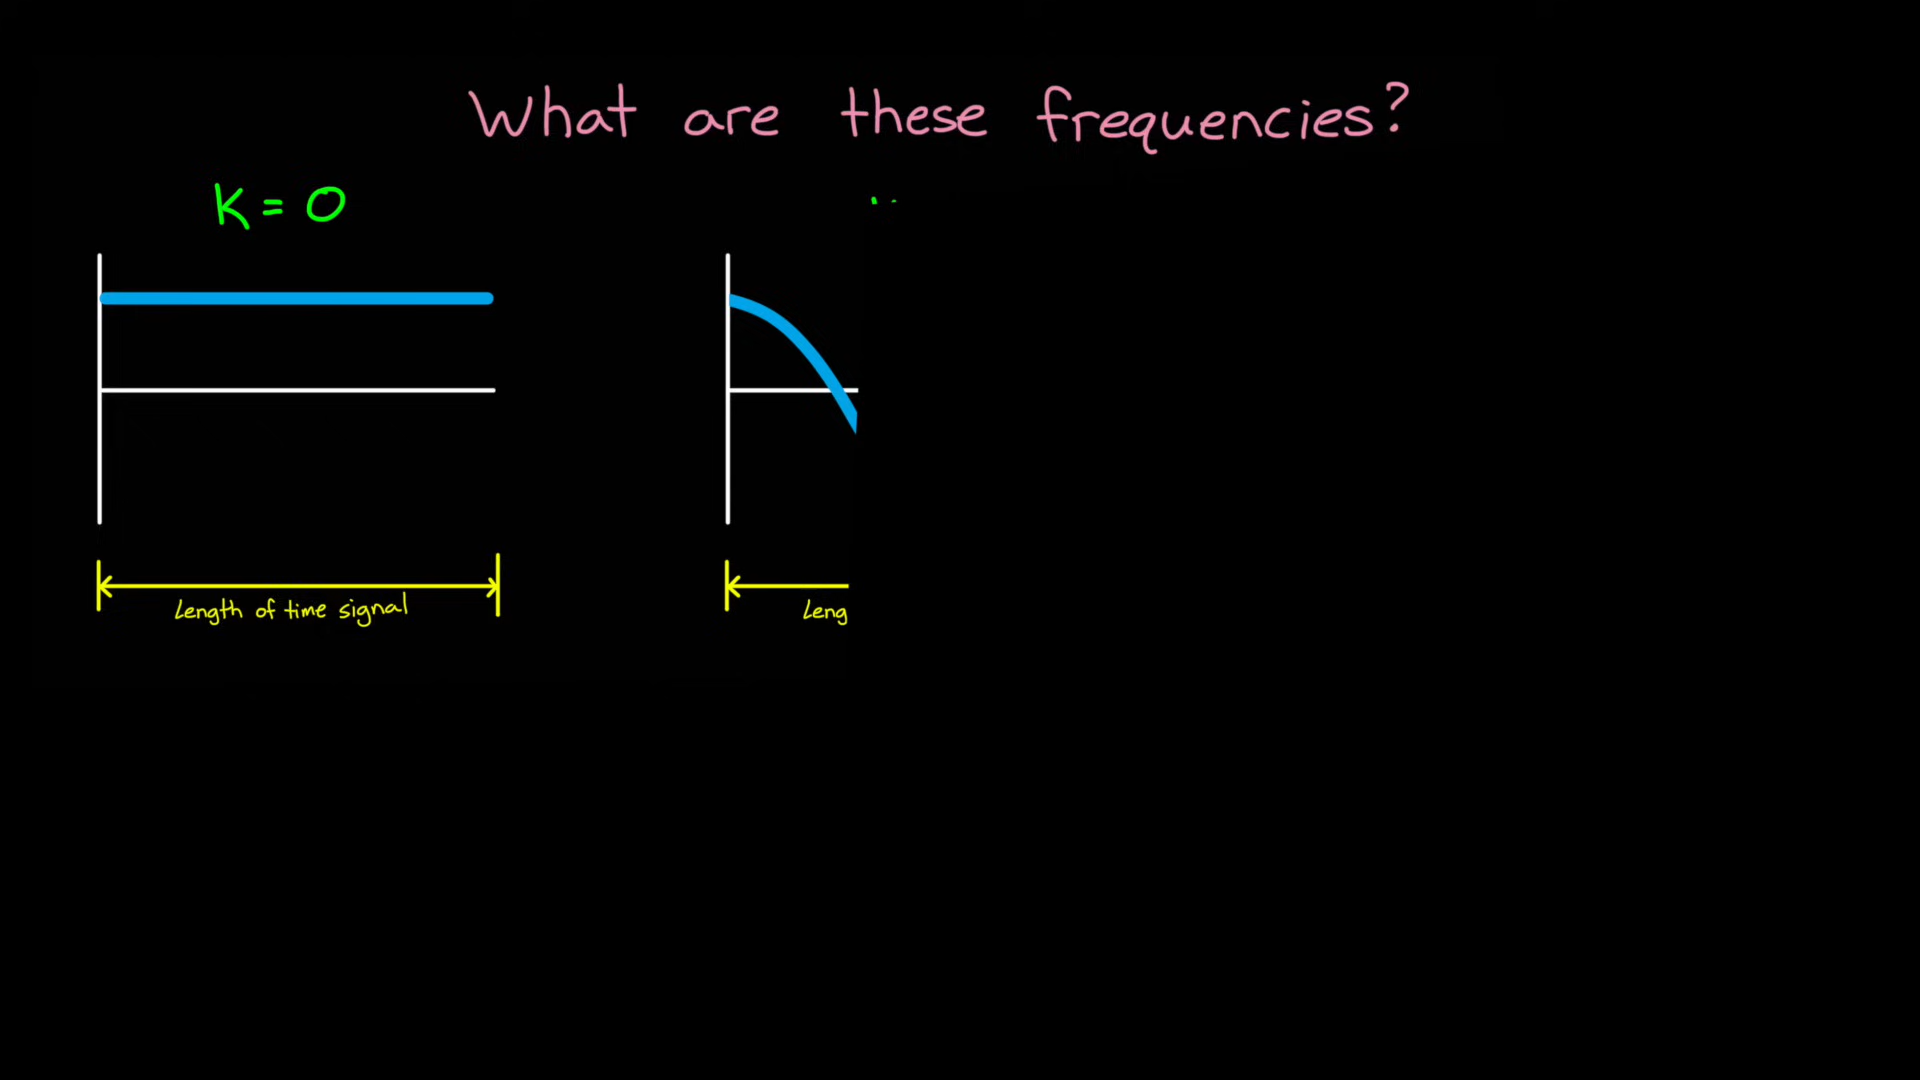 What are these frequencies?
K = 0
Length of time signal
Leng